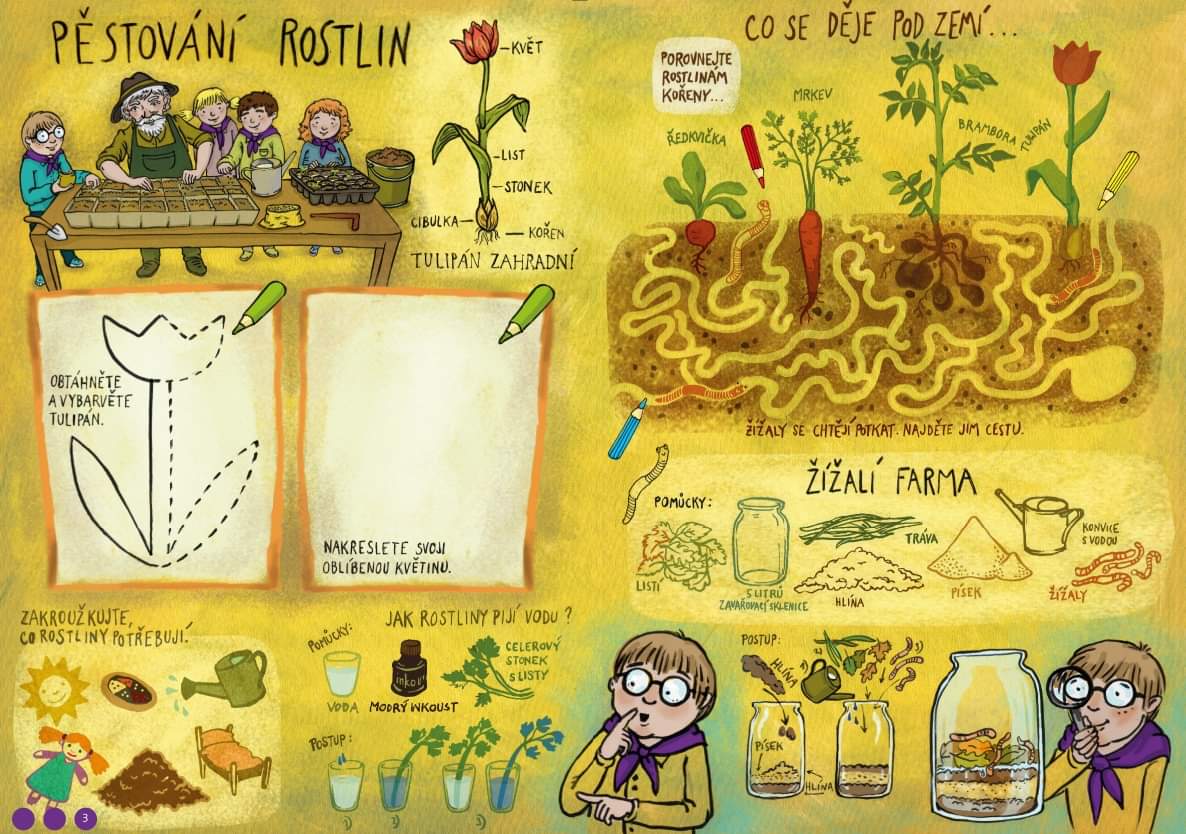 PĚSTOVÁNÍ ROSTLIN
KVĚT
LIST
STONEK
CIBULKA
KOŘEN
TULIPÁN ZAHRADNÍ
OBTÁHNĚTE
A VYBARVĚTE
TULIPÁN.
NAKRESLETE SVOJI
OBLÍBENOU KVĚTINU.
ZAKROUŽKUJTE,
CO ROSTLINY POTŘEBUJÍ.
JAK ROSTLINY PIJÍ VODU?
POMŮCKY:
VODA
inkoust
MODRÝ INKOUST
CELEROVÝ
STONEK
S LISTY
POSTUP:
1)
2)
3)
3
CO SE DĚJE POD ZEMÍ...
POROVNEJTE
ROSTLINÁM
KOŘENY...
ŘEDKVIČKA
MRKEV
BRAMBORA
TULIPÁN
ŽÍŽALY SE CHTĚJÍ POTKAT. NAJDĚTE JIM CESTU.
ŽÍŽALÍ FARMA
POMŮCKY:
LISTÍ
5 LITRŮ
ZAVAŘOVACÍ SKLENICE
TRÁVA
HLÍNA
PÍSEK
KONVICE
S VODOU
ŽÍŽALY
POSTUP:
HLÍNA
PÍSEK
HLÍNA